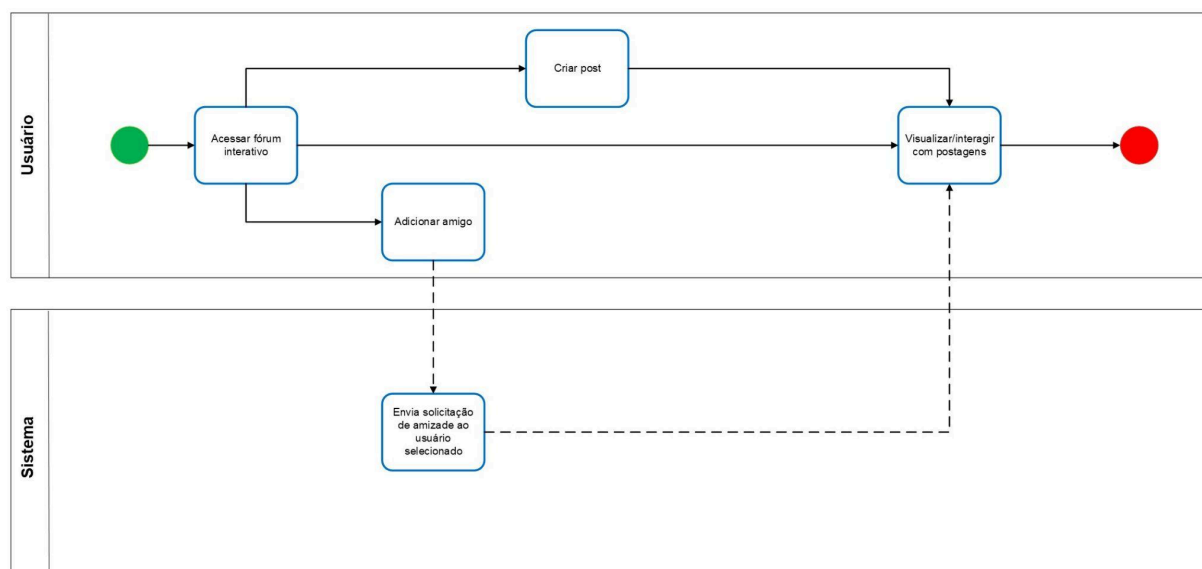 Usuário
Criar post
Acessar fórum
interativo
Visualizar/interagir
com postagens
Adicionar amigo
Sistema
Envia solicitação
de amizade ao
usuário
selecionado